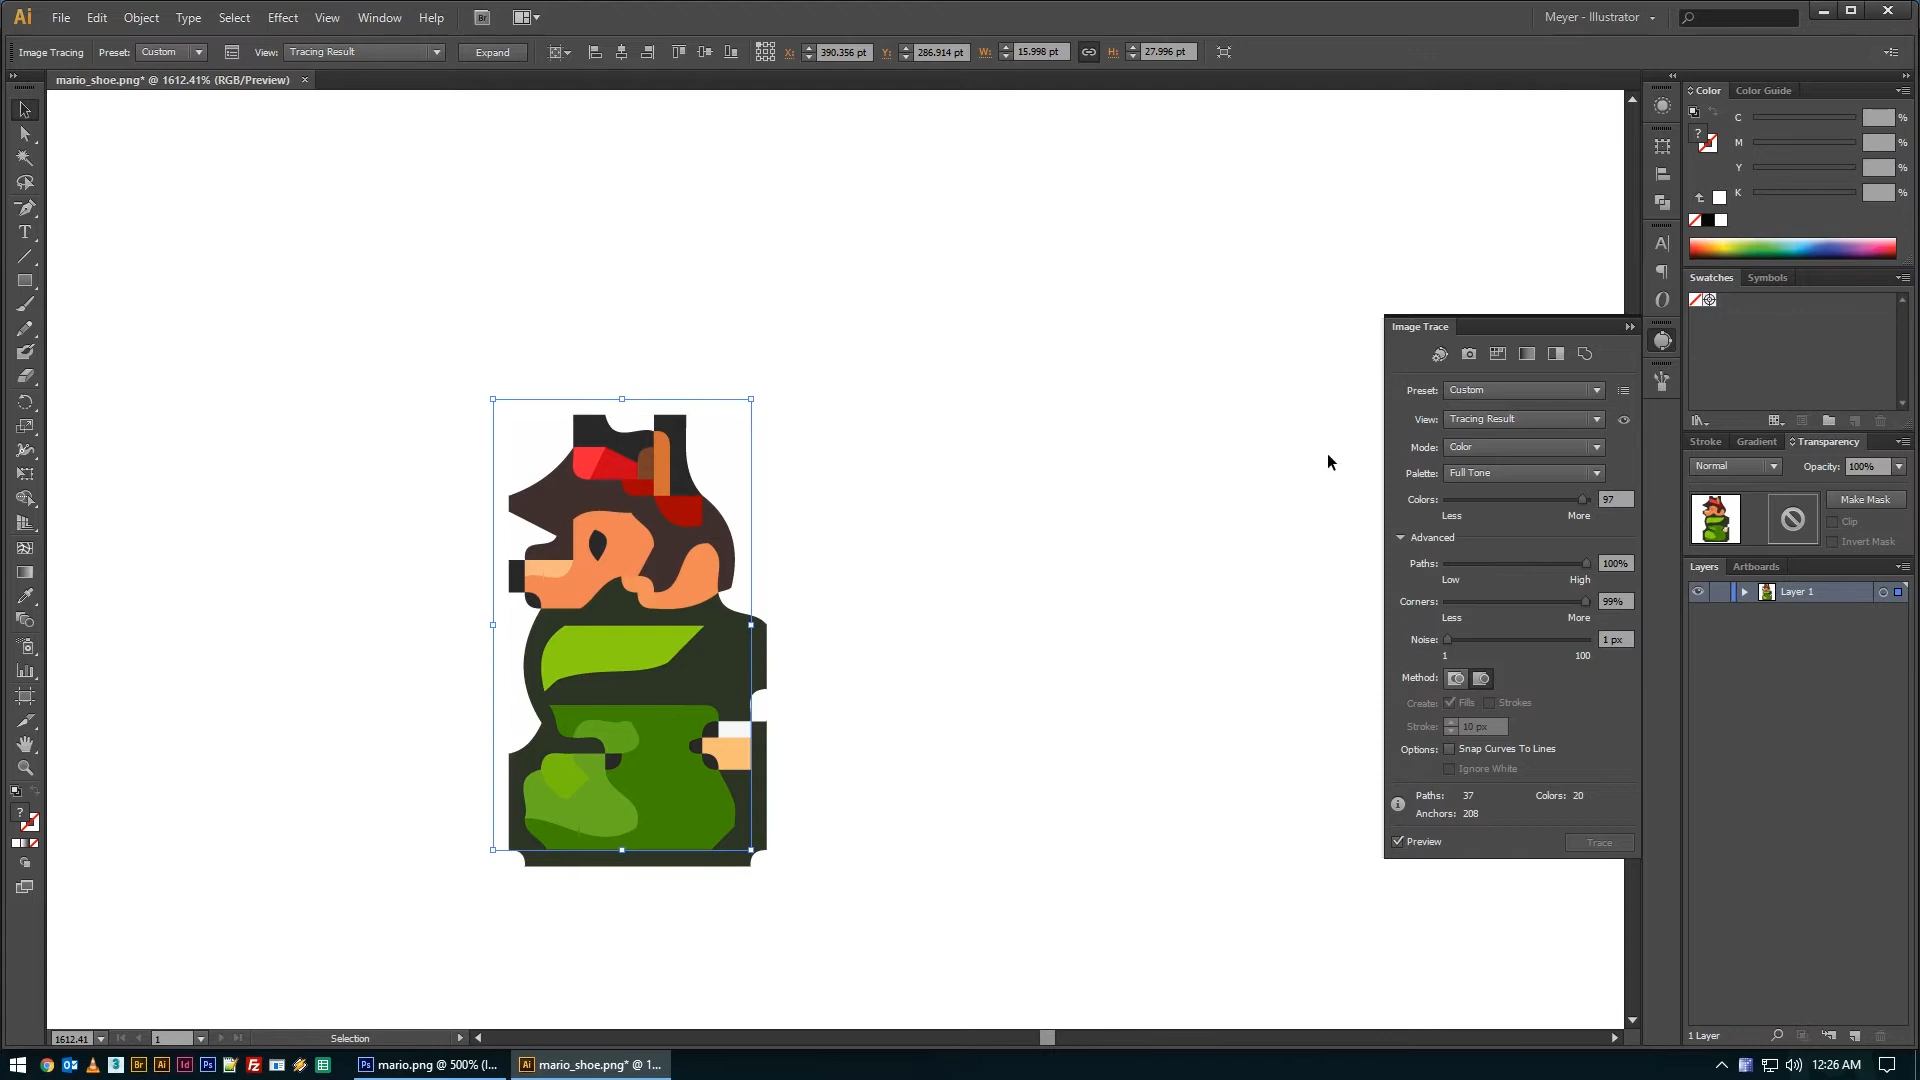 Ai File Edit Object Type Select Effect View Window Help Br Meyer - Illustrator
Image Tracing Preset: Custom View: Tracing Result Expand X: 390.356 pt Y: 286.914 pt W: 15.998 pt H: 27.996 pt
mario_shoe.png* @ 1612.41% (RGB/Preview) ×
Color Color Guide
C %
M %
Y %
K %
Swatches Symbols
Image Trace
Preset: Custom
View: Tracing Result
Mode: Color
Palette: Full Tone
Colors: 97
Less More
Advanced
Paths: 100%
Low High
Corners: 99%
Less More
Noise: 1 px
1 100
Method:
Create: Fills Strokes
Stroke: 10 px
Options: Snap Curves To Lines
Ignore White
Paths: 37 Colors: 20
Anchors: 208
Preview Trace
Stroke Gradient Transparency
Normal Opacity: 100%
Make Mask
Clip
Invert Mask
Layers Artboards
Layer 1
1 Layer
1612.41 1 Selection
mario.png @ 500% (l... mario_shoe.png* @ 1... 12:26 AM